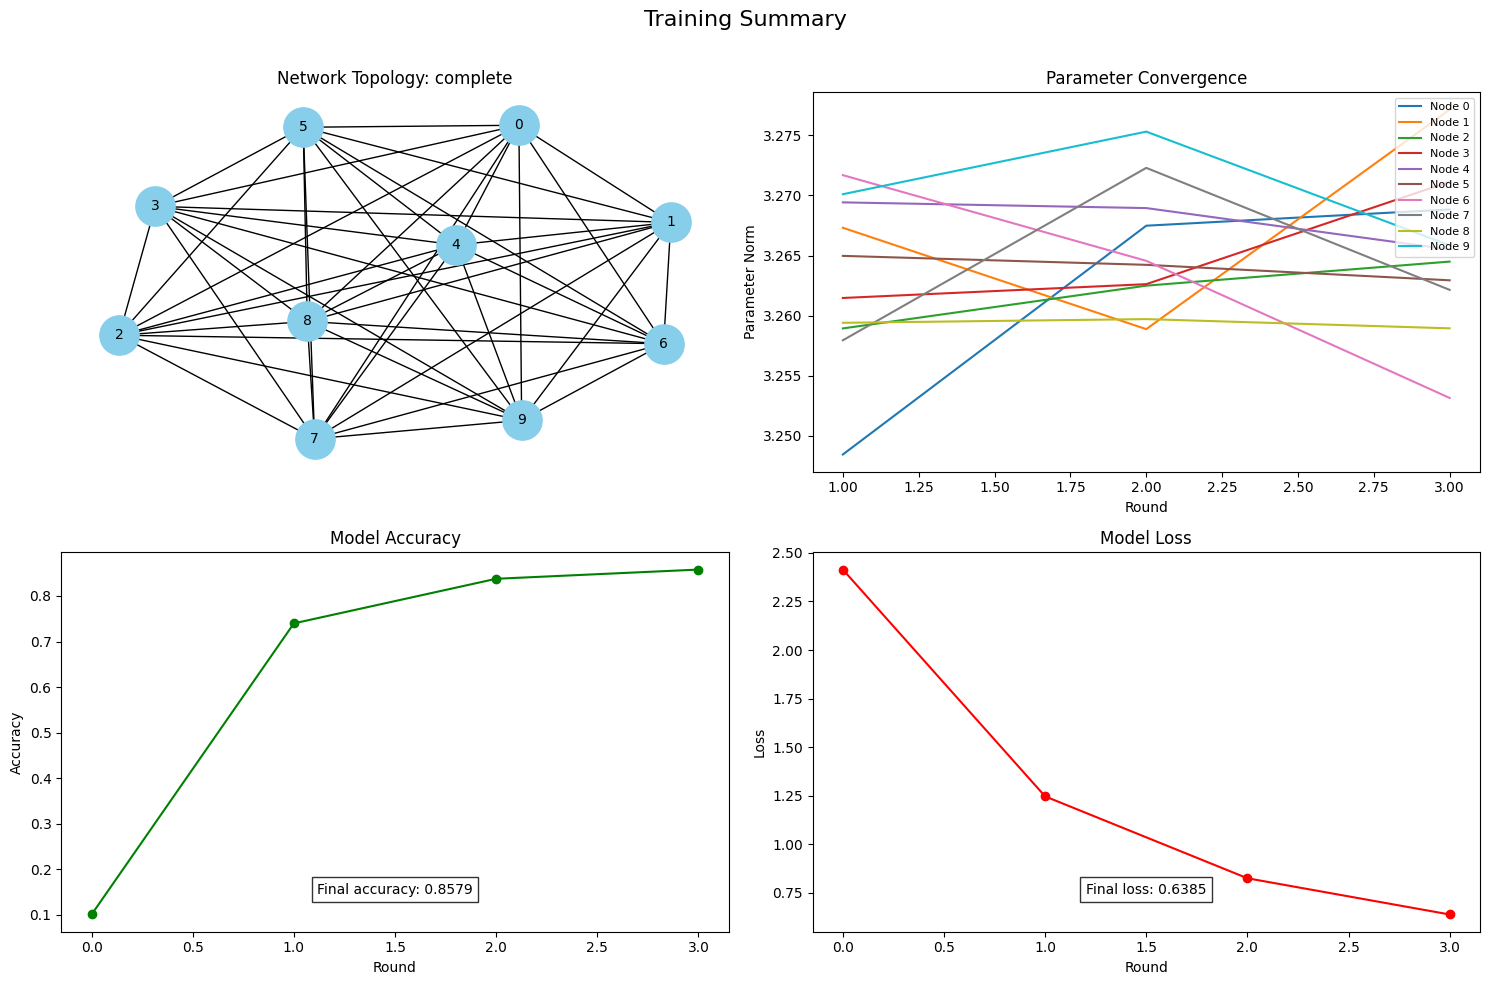 Training Summary
Network Topology: complete
5
0
3
1
4
8
2
6
9
7
Parameter Convergence
Parameter Norm
3.275
3.270
3.265
3.260
3.255
3.250
Node 0
Node 1
Node 2
Node 3
Node 4
Node 5
Node 6
Node 7
Node 8
Node 9
1.00 1.25 1.50 1.75 2.00 2.25 2.50 2.75 3.00
Round
Model Accuracy
Accuracy
0.8
0.7
0.6
0.5
0.4
0.3
0.2
0.1
Final accuracy: 0.8579
0.0 0.5 1.0 1.5 2.0 2.5 3.0
Round
Model Loss
Loss
2.50
2.25
2.00
1.75
1.50
1.25
1.00
0.75
Final loss: 0.6385
0.0 0.5 1.0 1.5 2.0 2.5 3.0
Round